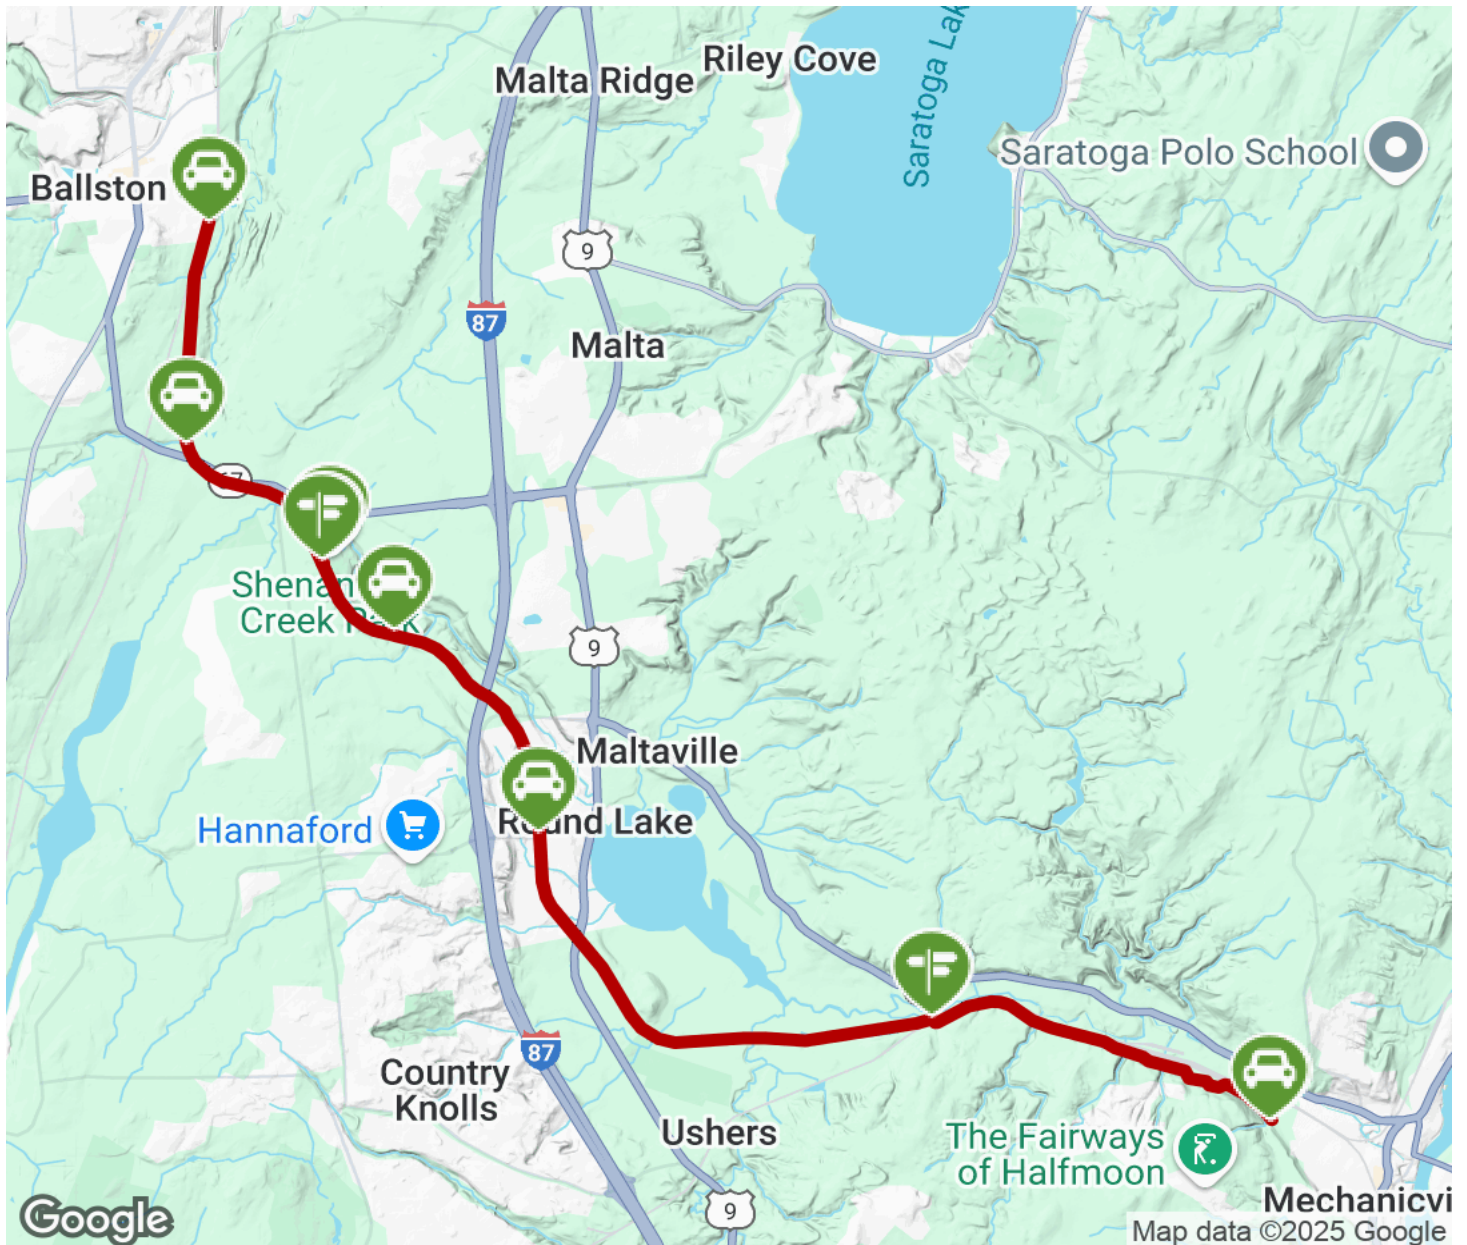 Riley Cove
Malta Ridge
Saratoga Lak
Saratoga Polo School
Ballston
9
87
Malta
Shenan
Creek Park
9
Maltaville
Hannaford
Round Lake
87
Country
Knolls
Ushers
The Fairways
of Halfmoon
9
Mechanicvi
Google
Map data ©2025 Google